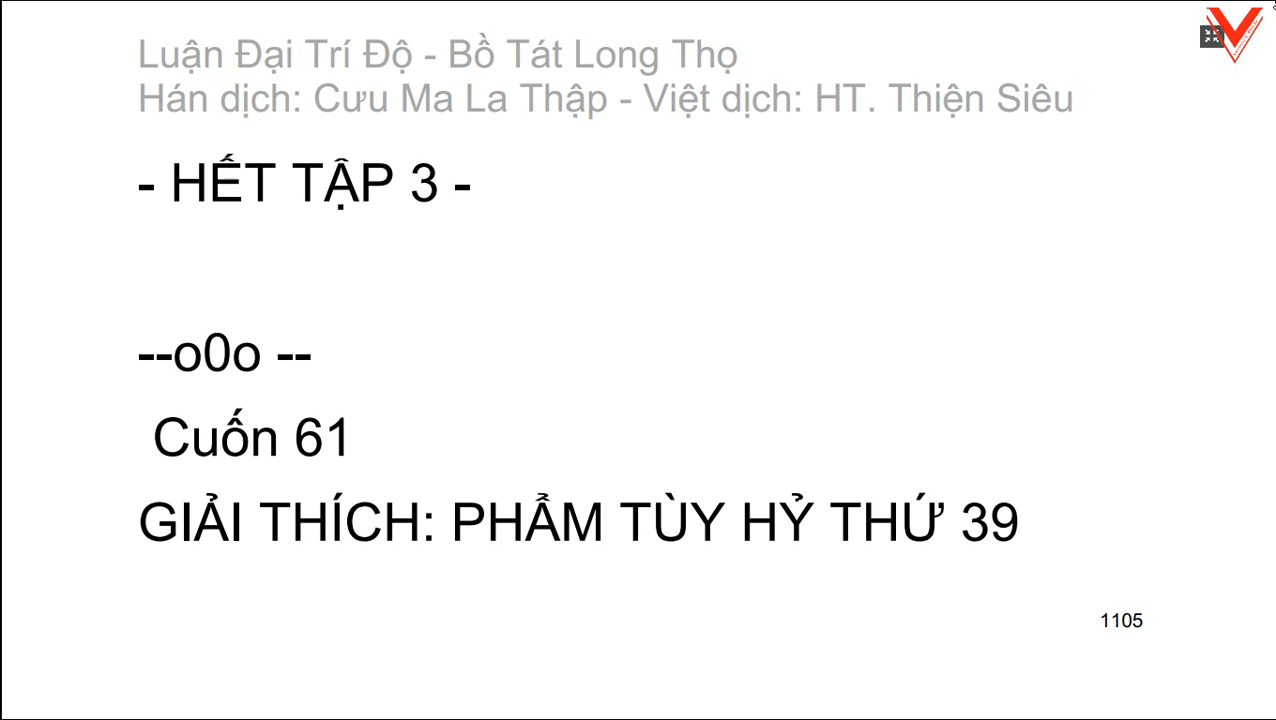 Luận Đại Trí Độ - Bồ Tát Long Thọ
Hán dịch: Cưu Ma La Thập - Việt dịch: HT. Thiện Siêu
- HẾT TẬP 3 -
--o0o --
Cuốn 61
GIẢI THÍCH: PHẨM TÙY HỶ THỨ 39
1105